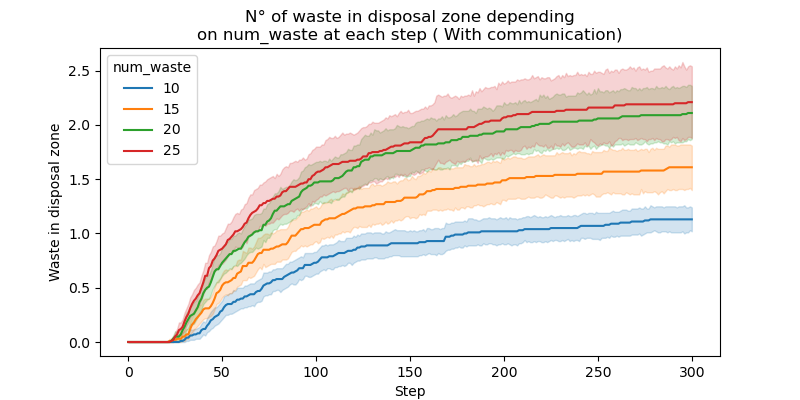 N° of waste in disposal zone depending
on num_waste at each step ( With communication)
num_waste
10
15
20
25
Waste in disposal zone
2.5
2.0
1.5
1.0
0.5
0.0
0 50 100 150 200 250 300
Step